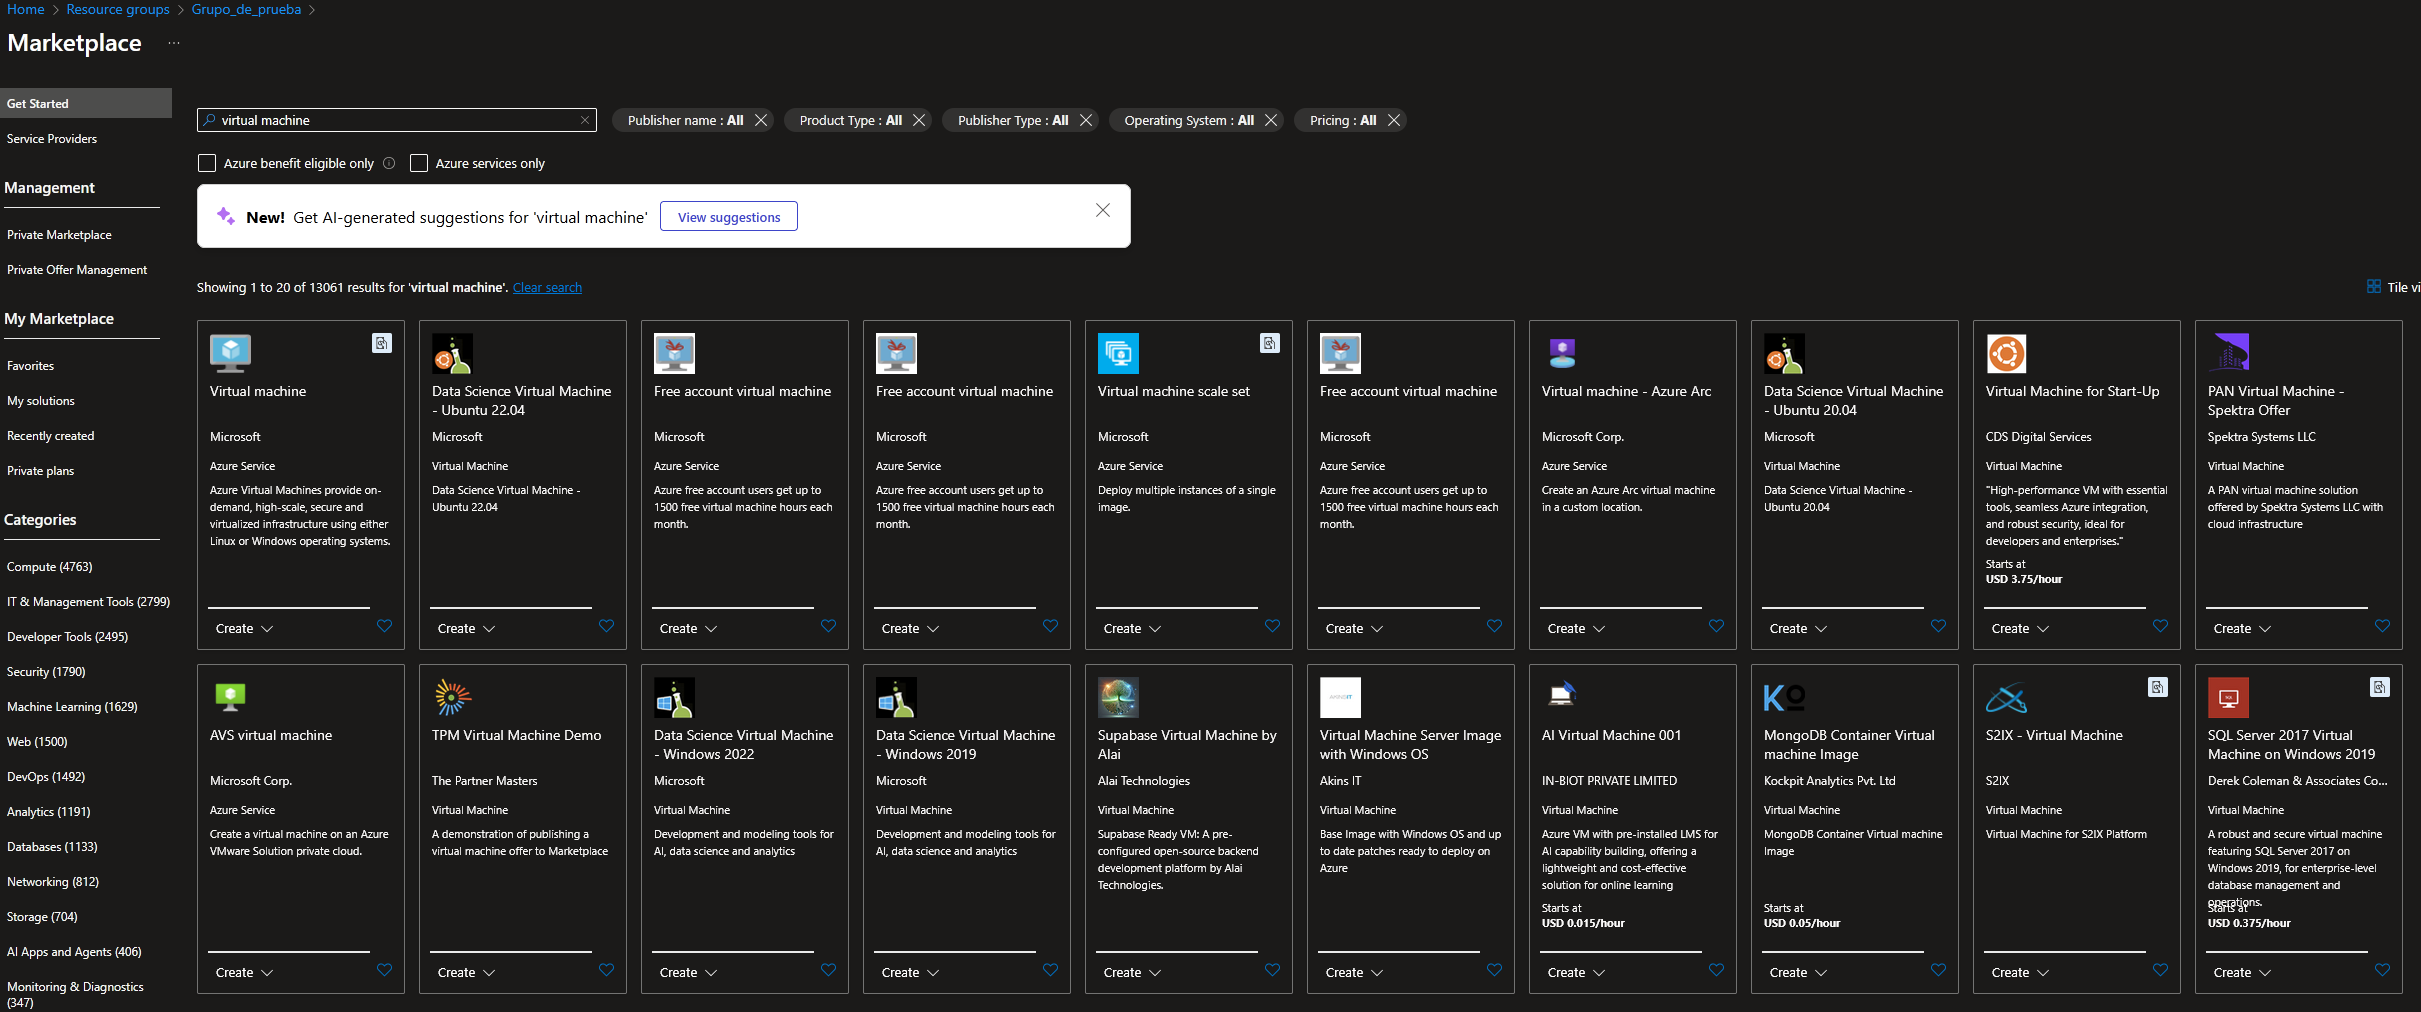 Home > Resource groups > Grupo_de_prueba >
Marketplace ...
Get Started
Service Providers
Management
Private Marketplace
Private Offer Management
My Marketplace
Favorites
My solutions
Recently created
Private plans
Categories
Compute (4763)
IT & Management Tools (2799)
Developer Tools (2495)
Security (1790)
Machine Learning (1629)
Web (1500)
DevOps (1492)
Analytics (1191)
Databases (1133)
Networking (812)
Storage (704)
AI Apps and Agents (406)
Monitoring & Diagnostics
(347)
virtual machine
Publisher name : All
Product Type : All
Publisher Type : All
Operating System : All
Pricing : All
Azure benefit eligible only
Azure services only
New! Get AI-generated suggestions for 'virtual machine' View suggestions
Showing 1 to 20 of 13061 results for 'virtual machine'. Clear search
Tile vi
Virtual machine
Microsoft
Azure Service
Azure Virtual Machines provide on-
demand, high-scale, secure and
virtualized infrastructure using either
Linux or Windows operating systems.
Create
Data Science Virtual Machine
- Ubuntu 22.04
Microsoft
Virtual Machine
Data Science Virtual Machine -
Ubuntu 22.04
Create
Free account virtual machine
Microsoft
Azure Service
Azure free account users get up to
1500 free virtual machine hours each
month.
Create
Free account virtual machine
Microsoft
Azure Service
Azure free account users get up to
1500 free virtual machine hours each
month.
Create
Virtual machine scale set
Microsoft
Azure Service
Deploy multiple instances of a single
image.
Create
Free account virtual machine
Microsoft
Azure Service
Azure free account users get up to
1500 free virtual machine hours each
month.
Create
Virtual machine - Azure Arc
Microsoft Corp.
Azure Service
Create an Azure Arc virtual machine
in a custom location.
Create
Data Science Virtual Machine
- Ubuntu 20.04
Microsoft
Virtual Machine
Data Science Virtual Machine -
Ubuntu 20.04
Create
Virtual Machine for Start-Up
CDS Digital Services
Virtual Machine
"High-performance VM with essential
tools, seamless Azure integration,
and robust security, ideal for
developers and enterprises."
Starts at
USD 3.75/hour
Create
PAN Virtual Machine -
Spektra Offer
Spektra Systems LLC
Virtual Machine
A PAN virtual machine solution
offered by Spektra Systems LLC with
cloud infrastructure
Create
AVS virtual machine
Microsoft Corp.
Azure Service
Create a virtual machine on an Azure
VMware Solution private cloud.
Create
TPM Virtual Machine Demo
The Partner Masters
Virtual Machine
A demonstration of publishing a
virtual machine offer to Marketplace
Create
Data Science Virtual Machine
- Windows 2022
Microsoft
Virtual Machine
Development and modeling tools for
AI, data science and analytics
Create
Data Science Virtual Machine
- Windows 2019
Microsoft
Virtual Machine
Development and modeling tools for
AI, data science and analytics
Create
Supabase Virtual Machine by
Alai
Alai Technologies
Virtual Machine
Supabase Ready VM: A pre-
configured open-source backend
development platform by Alai
Technologies.
Create
Virtual Machine Server Image
with Windows OS
Akins IT
Virtual Machine
Base Image with Windows OS and up
to date patches ready to deploy on
Azure
Create
AI Virtual Machine 001
IN-BIOT PRIVATE LIMITED
Virtual Machine
Azure VM with pre-installed LMS for
AI capability building, offering a
lightweight and cost-effective
solution for online learning
Starts at
USD 0.015/hour
Create
KO
MongoDB Container Virtual
machine Image
Kockpit Analytics Pvt. Ltd
Virtual Machine
MongoDB Container Virtual machine
Image
Starts at
USD 0.05/hour
Create
S2IX - Virtual Machine
S2IX
Virtual Machine
Virtual Machine for S2IX Platform
Create
SQL Server 2017 Virtual
Machine on Windows 2019
Derek Coleman & Associates Co...
Virtual Machine
A robust and secure virtual machine
featuring SQL Server 2017 on
Windows 2019, for enterprise-level
database management and
operations.
Starts at
USD 0.375/hour
Create